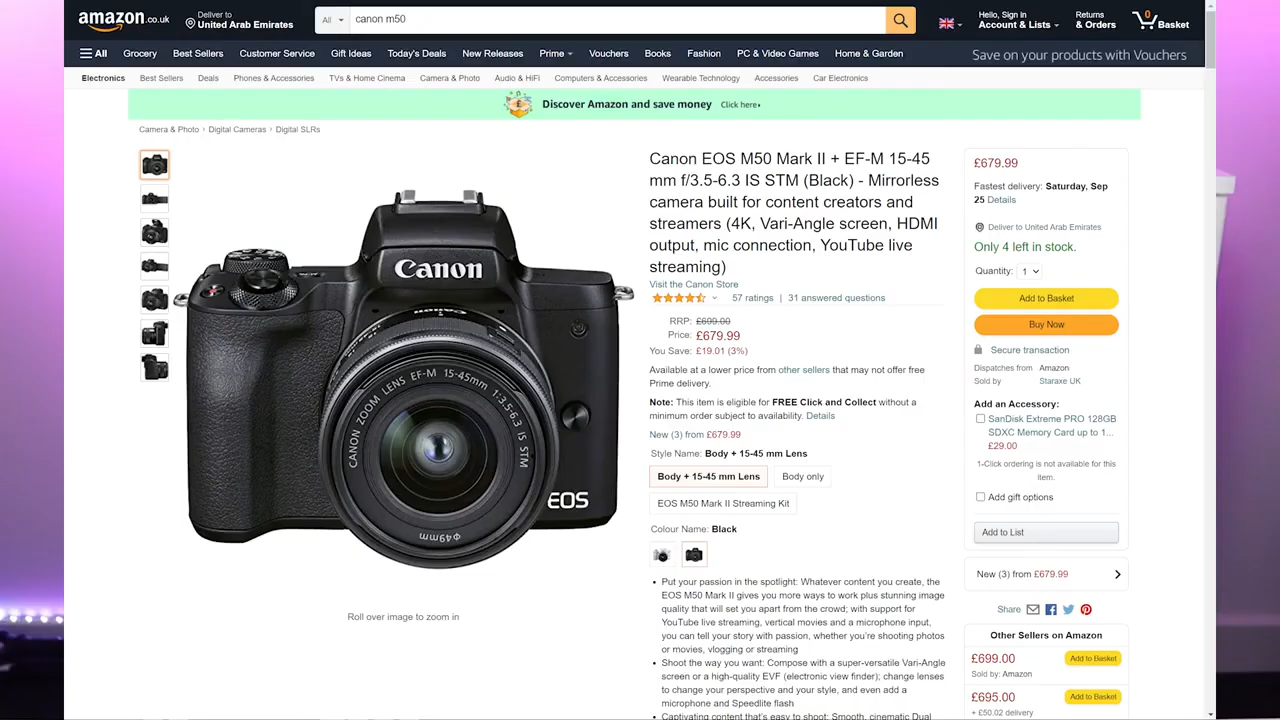 amazon.co.uk
Deliver to
United Arab Emirates
All
canon m50
Hello, Sign in
Account & Lists
Returns
& Orders
0
Basket
All Grocery Best Sellers Customer Service Gift Ideas Today's Deals New Releases Prime Vouchers Books Fashion PC & Video Games Home & Garden
Save on your products with Vouchers
Electronics Best Sellers Deals Phones & Accessories TVs & Home Cinema Camera & Photo Audio & HiFi Computers & Accessories Wearable Technology Accessories Car Electronics
Discover Amazon and save money Click here
Camera & Photo › Digital Cameras › Digital SLRs
Canon
Canon
CANON ZOOM LENS EF-M 15-45mm 1:3.5-6.3 IS STM
EOS
Φ49mm
Roll over image to zoom in
Canon EOS M50 Mark II + EF-M 15-45
mm f/3.5-6.3 IS STM (Black) - Mirrorless
camera built for content creators and
streamers (4K, Vari-Angle screen, HDMI
output, mic connection, YouTube live
streaming)
Visit the Canon Store
57 ratings | 31 answered questions
RRP: £699.00
Price: £679.99
You Save: £19.01 (3%)
Available at a lower price from other sellers that may not offer free
Prime delivery.
Note: This item is eligible for FREE Click and Collect without a
minimum order subject to availability. Details
New (3) from £679.99
Style Name: Body + 15-45 mm Lens
Body + 15-45 mm Lens Body only
EOS M50 Mark II Streaming Kit
Colour Name: Black
• Put your passion in the spotlight: Whatever content you create, the
EOS M50 Mark II gives you more ways to work plus stunning image
quality that will set you apart from the crowd; with support for
YouTube live streaming, vertical movies and a microphone input,
you can tell your story with passion, whether you're shooting photos
or movies, vlogging or streaming
• Shoot the way you want: Compose with a super-versatile Vari-Angle
screen or a high-quality EVF (electronic view finder); change lenses
to change your perspective and your style, and even add a
microphone and Speedlite flash
• Captivating content that's easy to shoot: Smooth, cinematic Dual
£679.99
Fastest delivery: Saturday, Sep
25 Details
Deliver to United Arab Emirates
Only 4 left in stock.
Quantity: 1
Add to Basket
Buy Now
Secure transaction
Dispatches from Amazon
Sold by Staraxe UK
Add an Accessory:
SanDisk Extreme PRO 128GB
SDXC Memory Card up to 1...
£29.00
1-Click ordering is not available for this
item.
Add gift options
Add to List
New (3) from £679.99
Share
Other Sellers on Amazon
£699.00 Add to Basket
Sold by: Amazon
£695.00 Add to Basket
+ £50.02 delivery